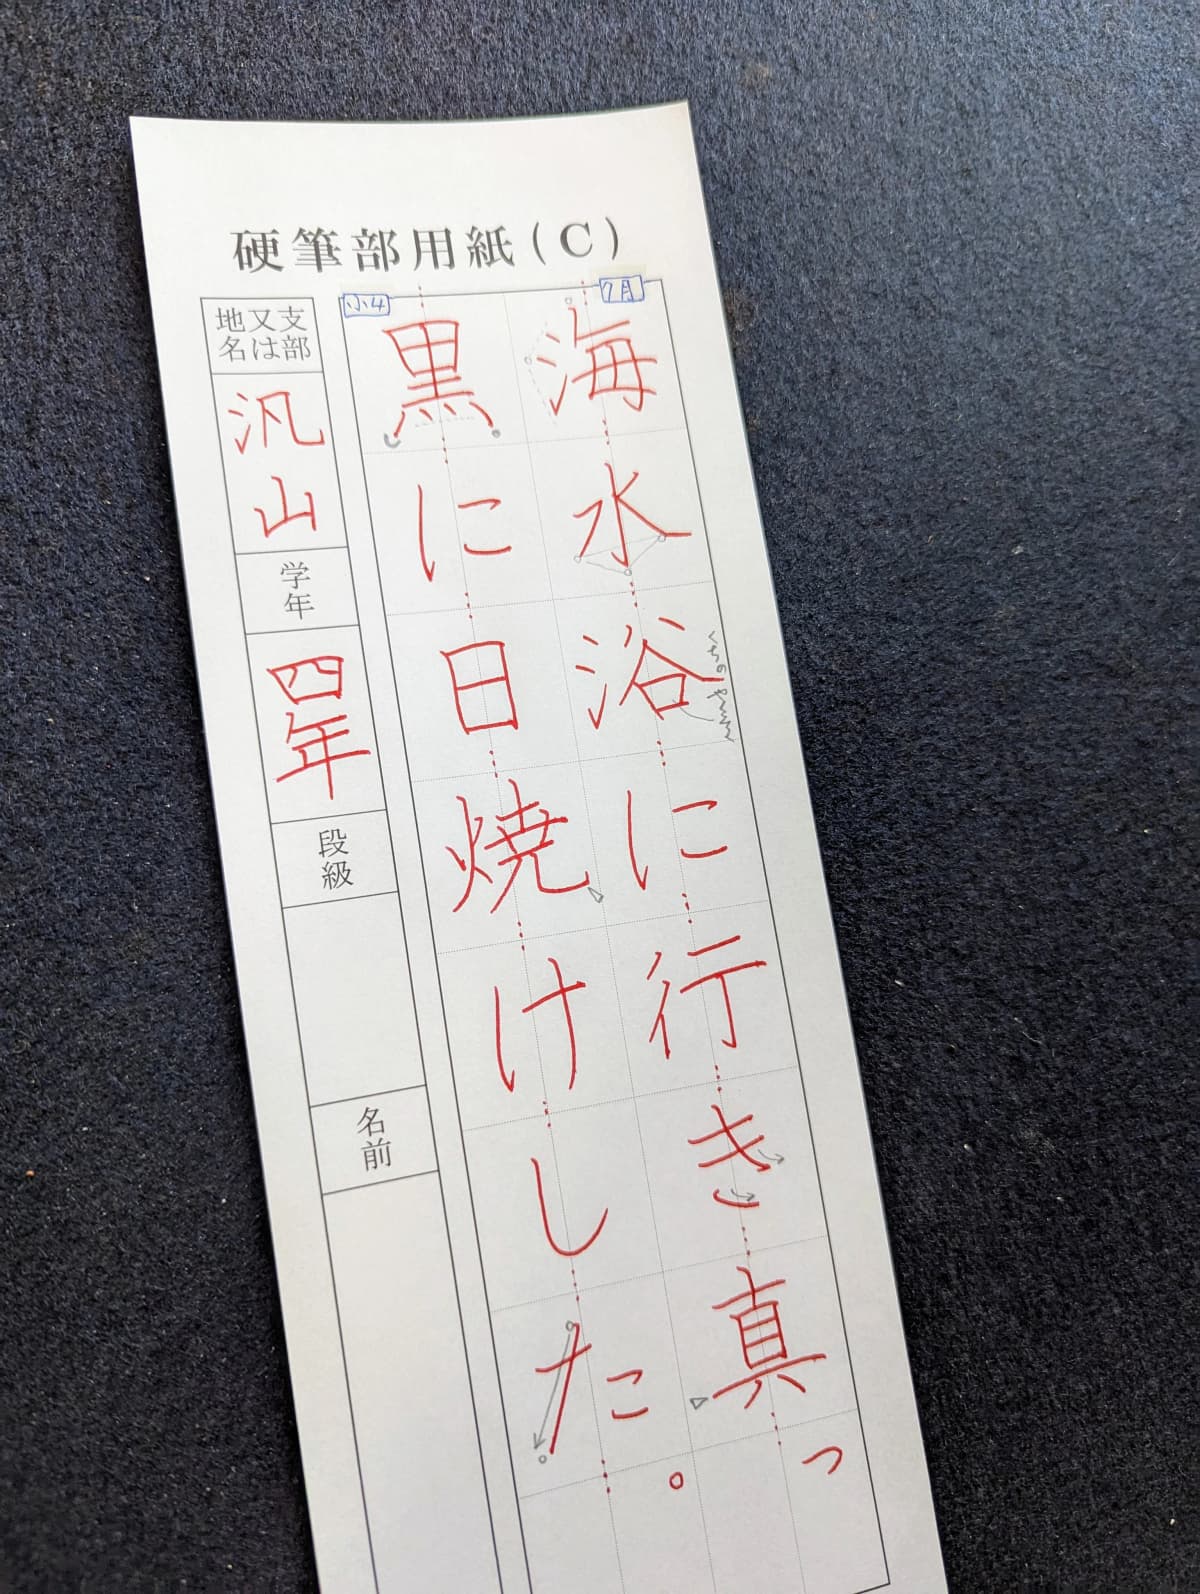 硬筆部用紙(C)
7月
小4
海水浴に行き真っ
黒に日焼けした。
くちのやくらい
支部又は地名
汎山
学年
四年
段級
名前